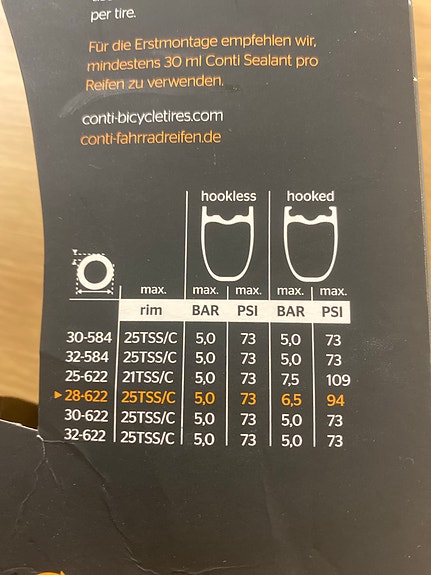 per tire.
Für die Erstmontage empfehlen wir,
mindestens 30 ml Conti Sealant pro
Reifen zu verwenden.
conti-bicycletires.com
conti-fahrradreifen.de
hookless hooked
max. max. max. max. max.
rim BAR PSI BAR PSI
30-584 25TSS/C 5,0 73 5,0 73
32-584 25TSS/C 5,0 73 5,0 73
25-622 21TSS/C 5,0 73 7,5 109
▸28-622 25TSS/C 5,0 73 6,5 94
30-622 25TSS/C 5,0 73 5,0 73
32-622 25TSS/C 5,0 73 5,0 73